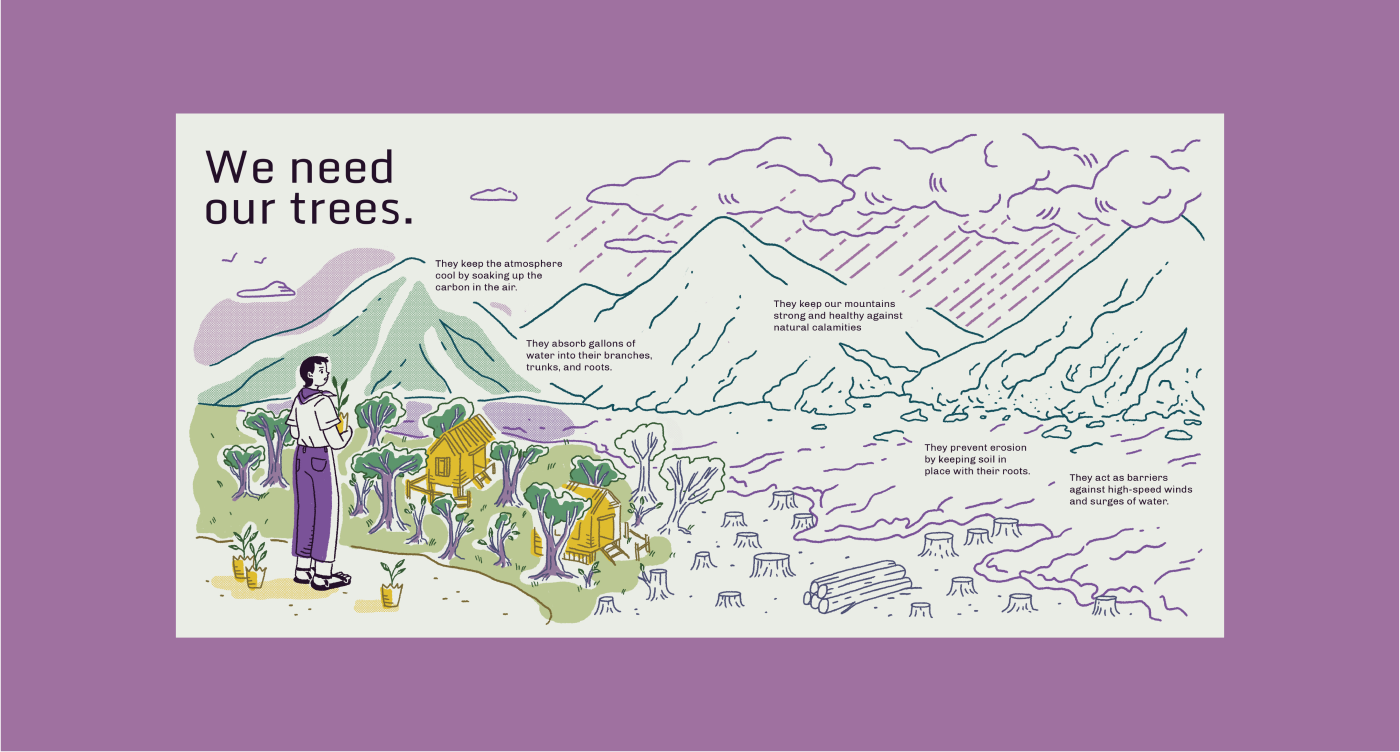 We need
our trees.
They keep the atmosphere
cool by soaking up the
carbon in the air.
They absorb gallons of
water into their branches,
trunks, and roots.
They keep our mountains
strong and healthy against
natural calamities
They prevent erosion
by keeping soil in
place with their roots.
They act as barriers
against high-speed winds
and surges of water.